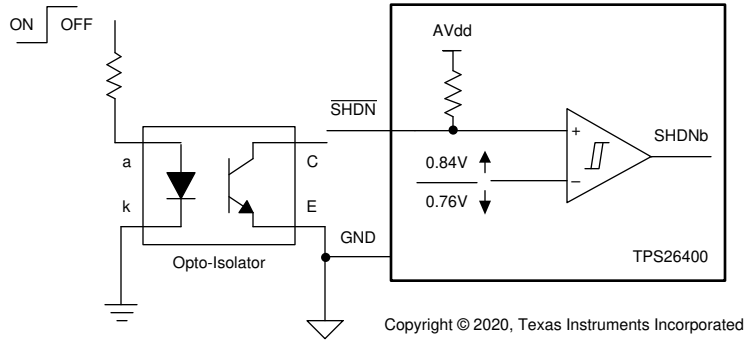 ON OFF
AVdd
SHDN
SHDNb
+
a
C
0.84V
k
E
0.76V
–
GND
Opto-Isolator
TPS26400
Copyright © 2020, Texas Instruments Incorporated